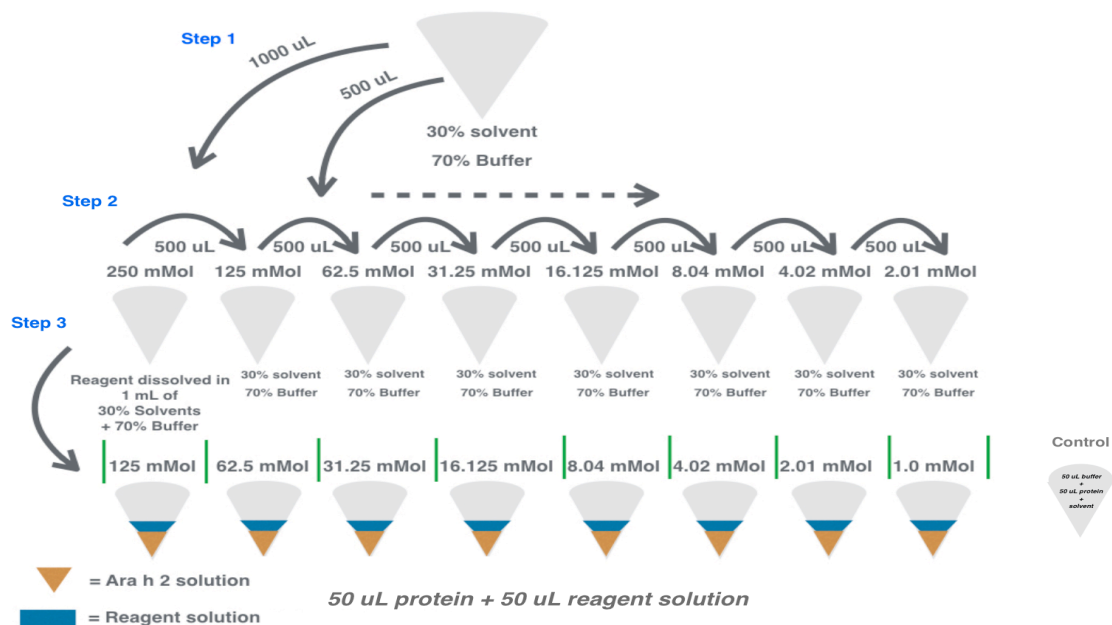 Step 1
1000 uL
500 uL
30% solvent
70% Buffer
Step 2
500 uL 500 uL 500 uL 500 uL 500 uL 500 uL 500 uL
250 mMol 125 mMol 62.5 mMol 31.25 mMol 16.125 mMol 8.04 mMol 4.02 mMol 2.01 mMol
Step 3
Reagent dissolved in
1 mL of
30% Solvents
+ 70% Buffer
30% solvent 30% solvent 30% solvent 30% solvent 30% solvent 30% solvent 30% solvent
70% Buffer 70% Buffer 70% Buffer 70% Buffer 70% Buffer 70% Buffer 70% Buffer
125 mMol 62.5 mMol 31.25 mMol 16.125 mMol 8.04 mMol 4.02 mMol 2.01 mMol 1.0 mMol
Control
50 uL buffer
+
50 uL protein
+
solvent
= Ara h 2 solution
= Reagent solution
50 uL protein + 50 uL reagent solution